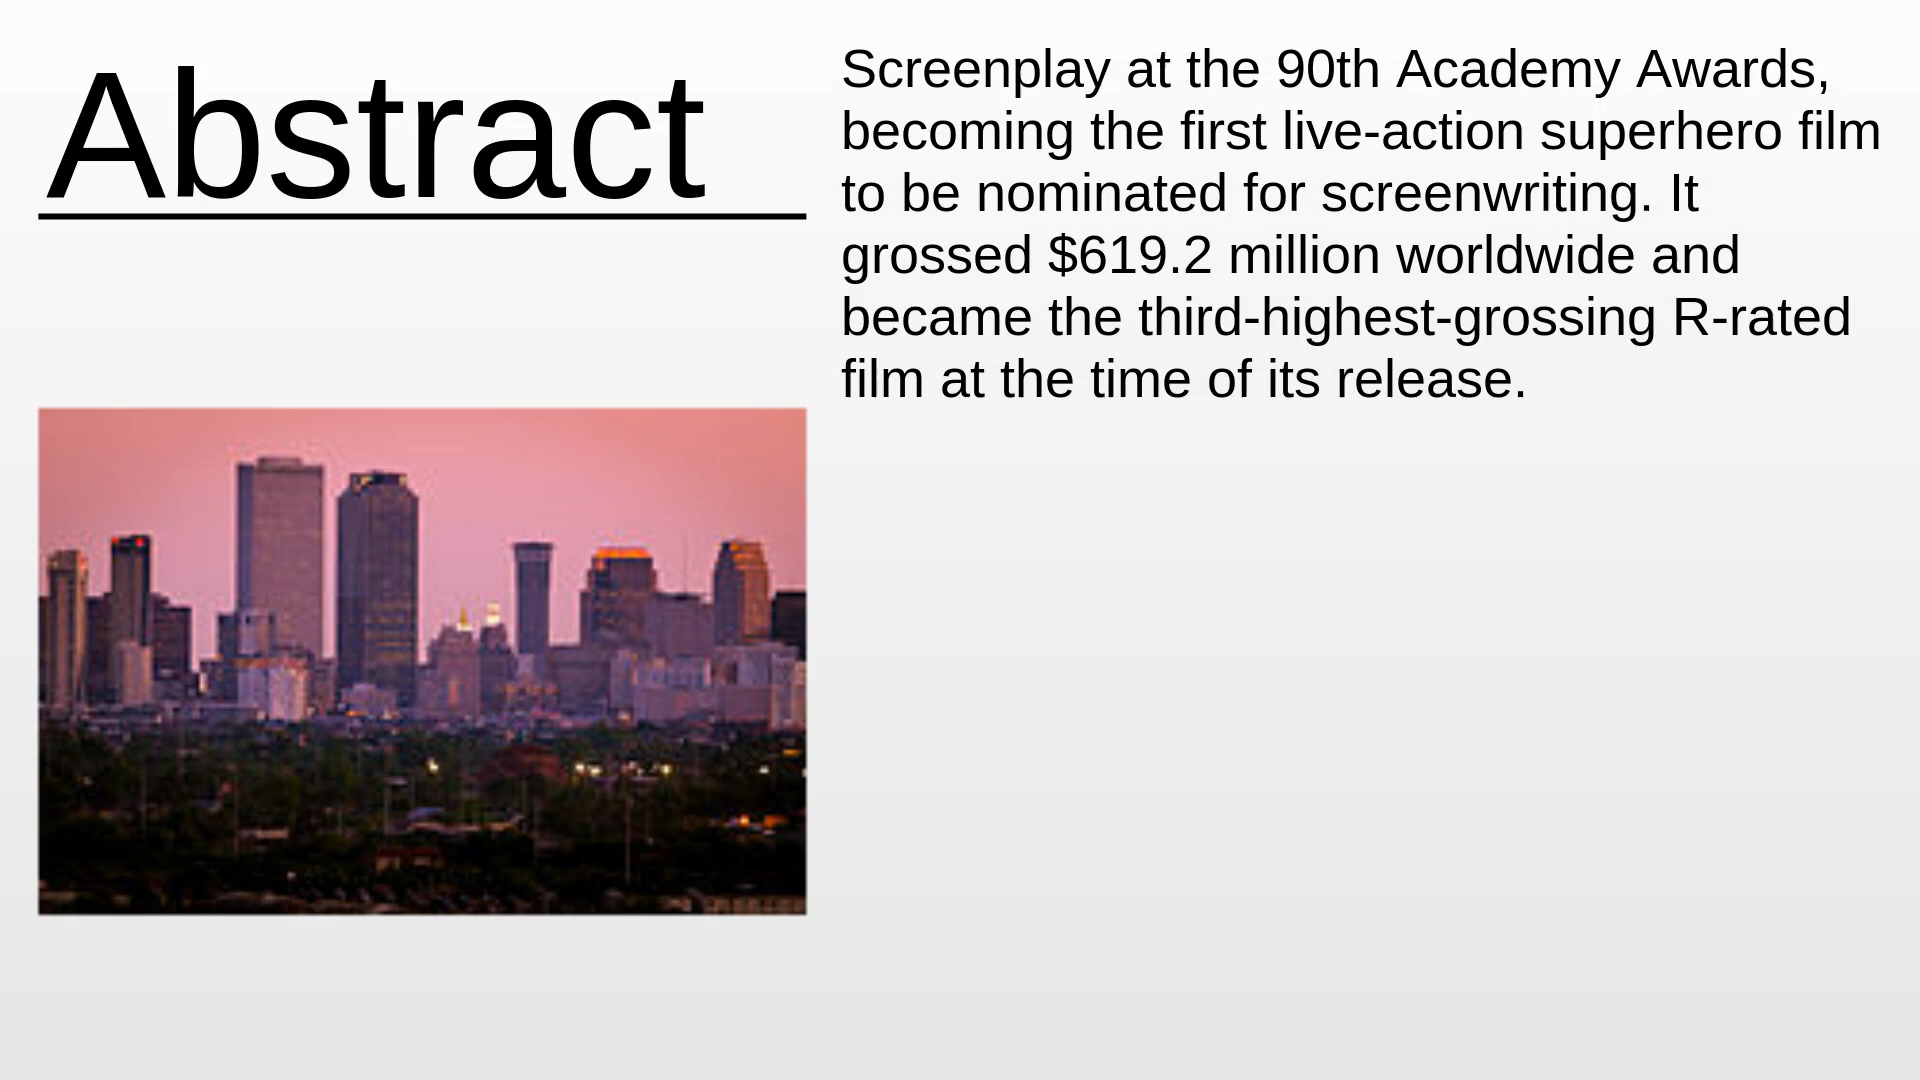 Abstract
Screenplay at the 90th Academy Awards,
becoming the first live-action superhero film
to be nominated for screenwriting. It
grossed $619.2 million worldwide and
became the third-highest-grossing R-rated
film at the time of its release.